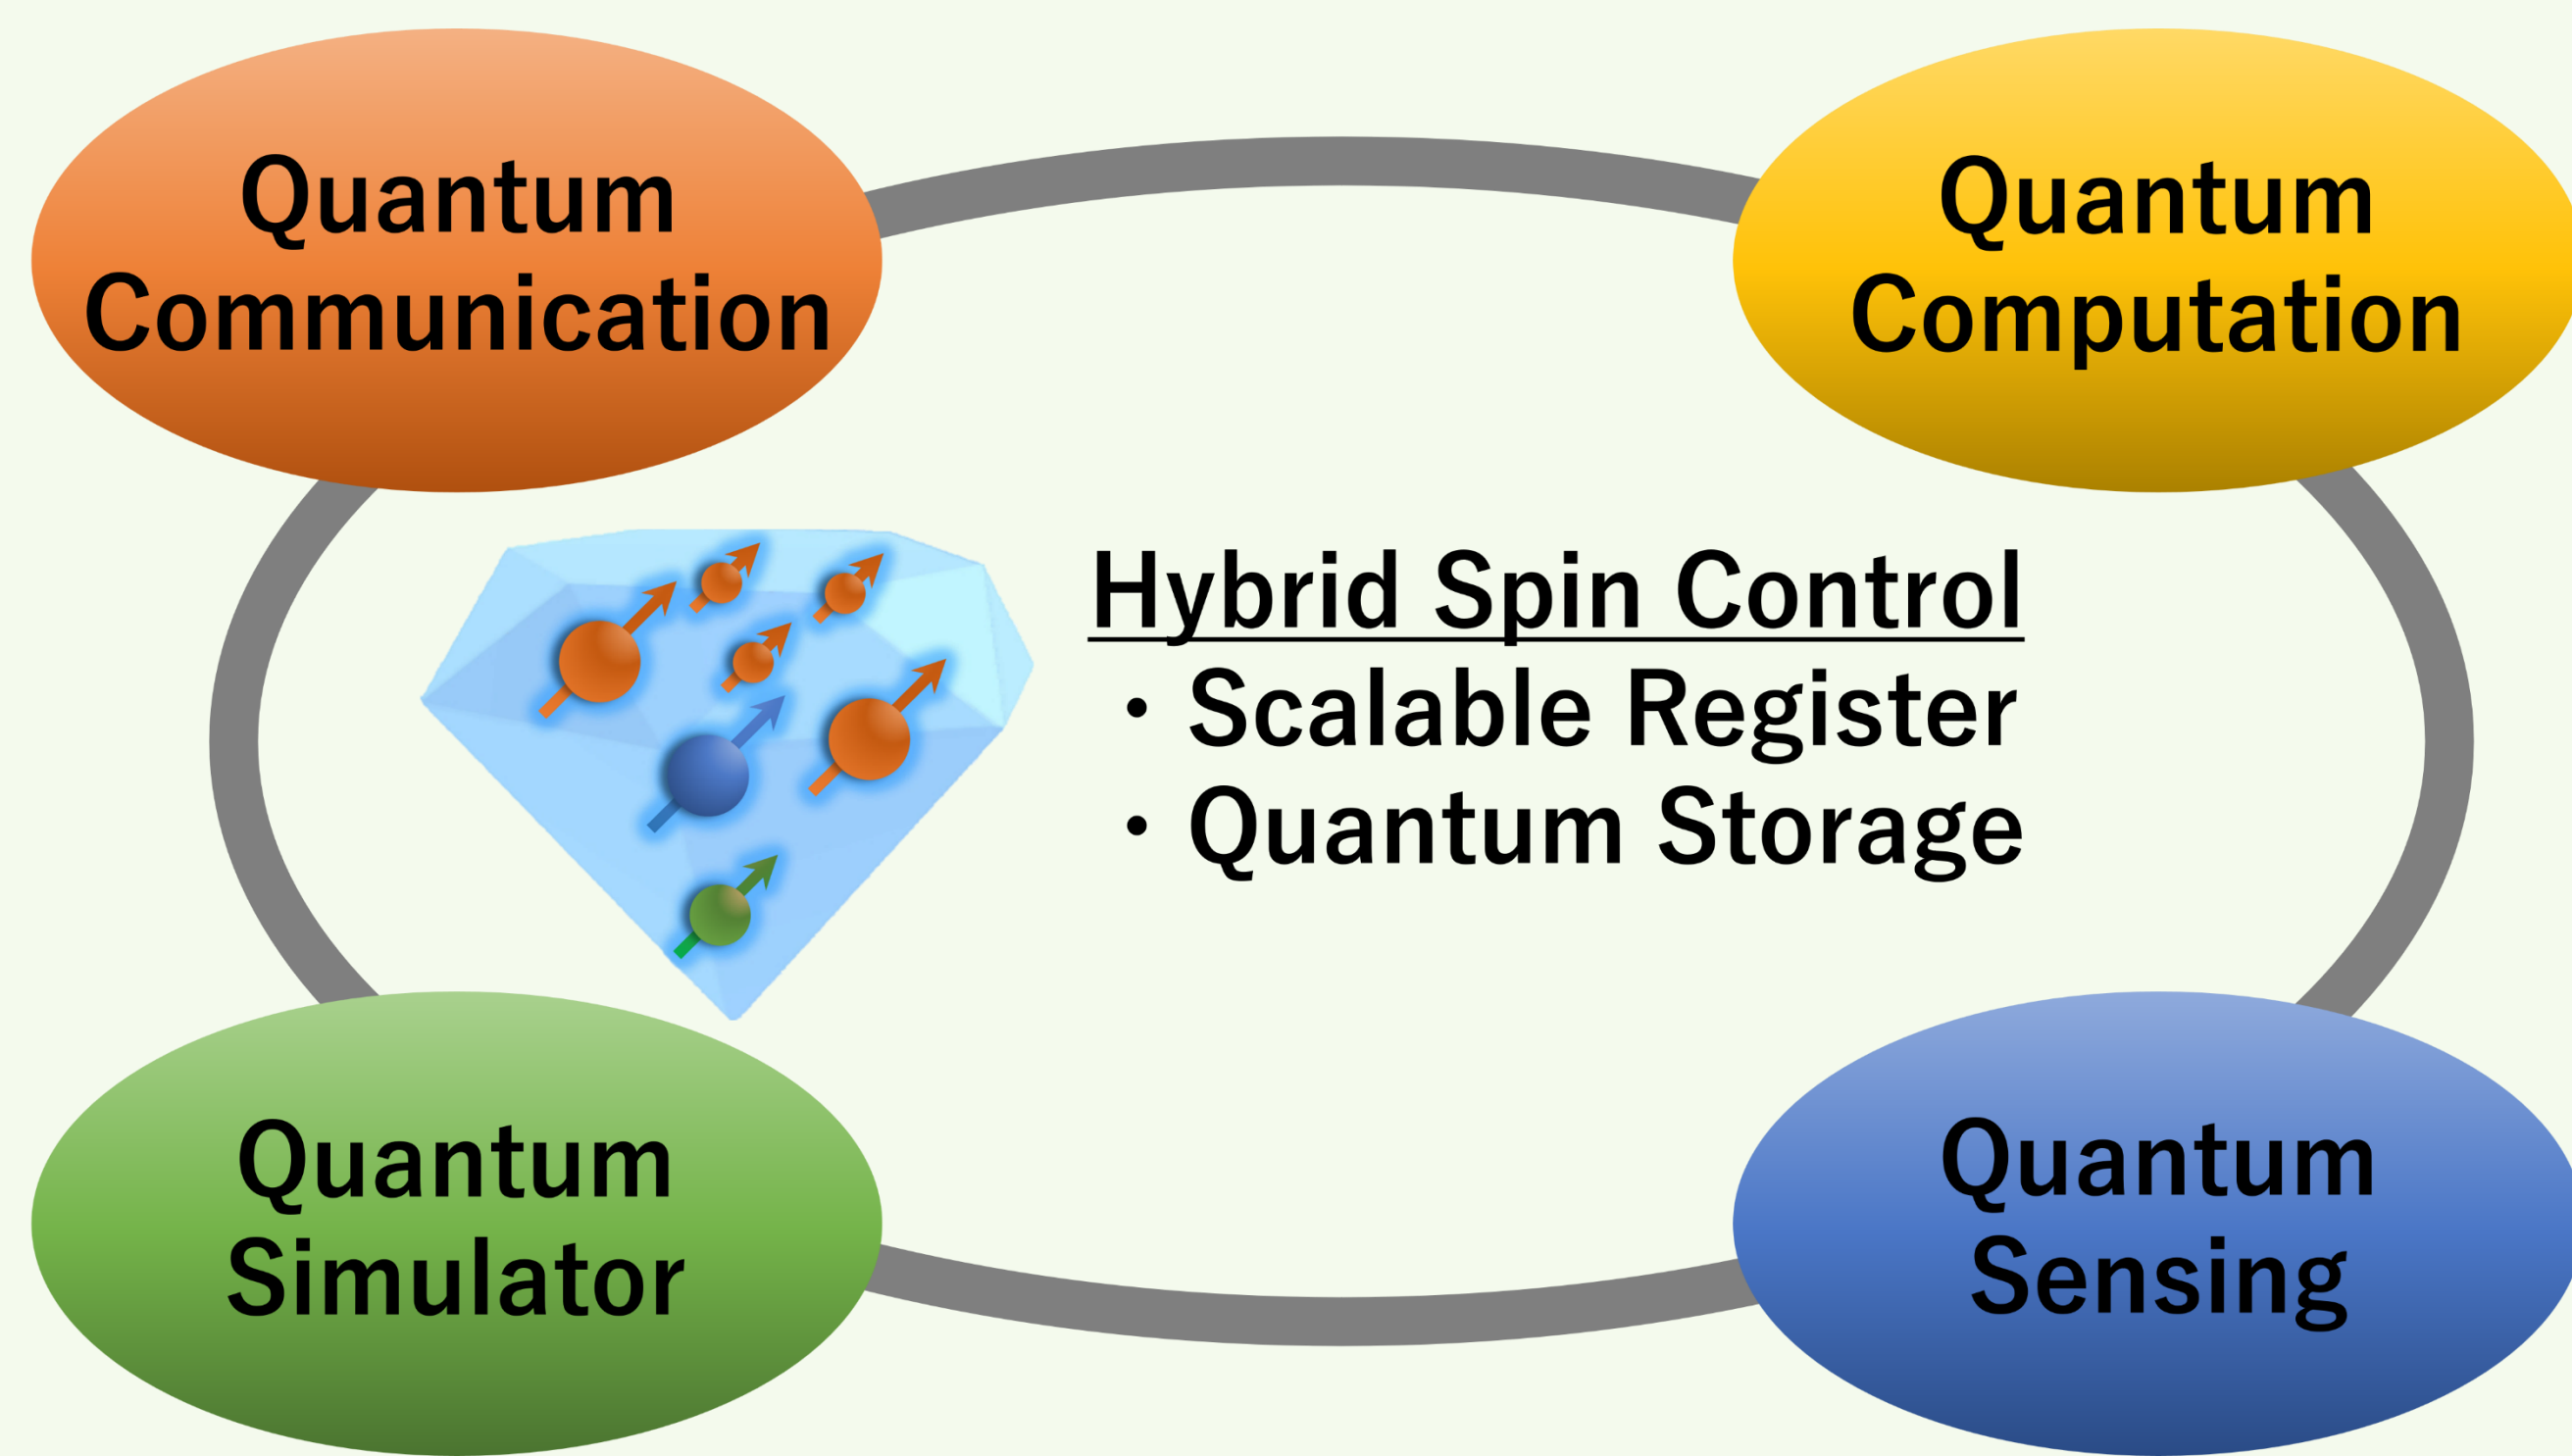 Quantum
Communication
Quantum
Computation
Hybrid Spin Control
・Scalable Register
・Quantum Storage
Quantum
Simulator
Quantum
Sensing